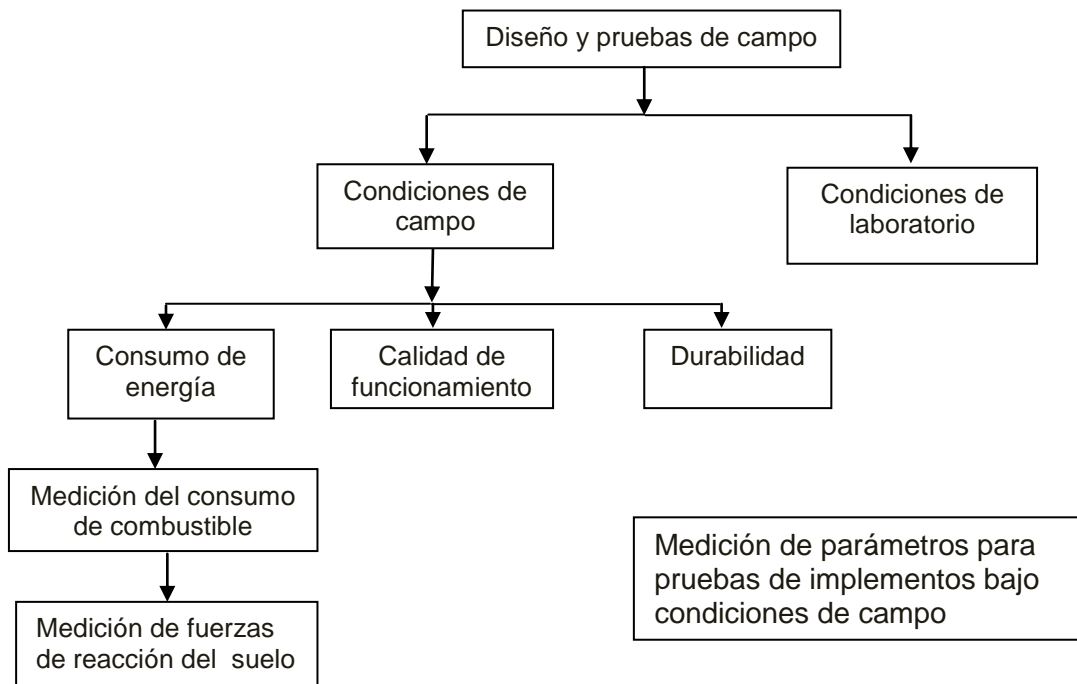 Diseño y pruebas de campo
Condiciones de
campo
Condiciones de
laboratorio
Consumo de
energía
Calidad de
funcionamiento
Durabilidad
Medición del consumo
de combustible
Medición de fuerzas
de reacción del suelo
Medición de parámetros para
pruebas de implementos bajo
condiciones de campo